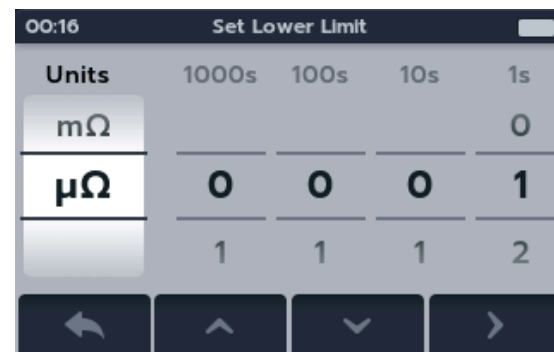 00:16 Set Lower Limit
Units 1000s 100s 10s 1s
mΩ 0
µΩ 0 0 0 1
1 1 1 2